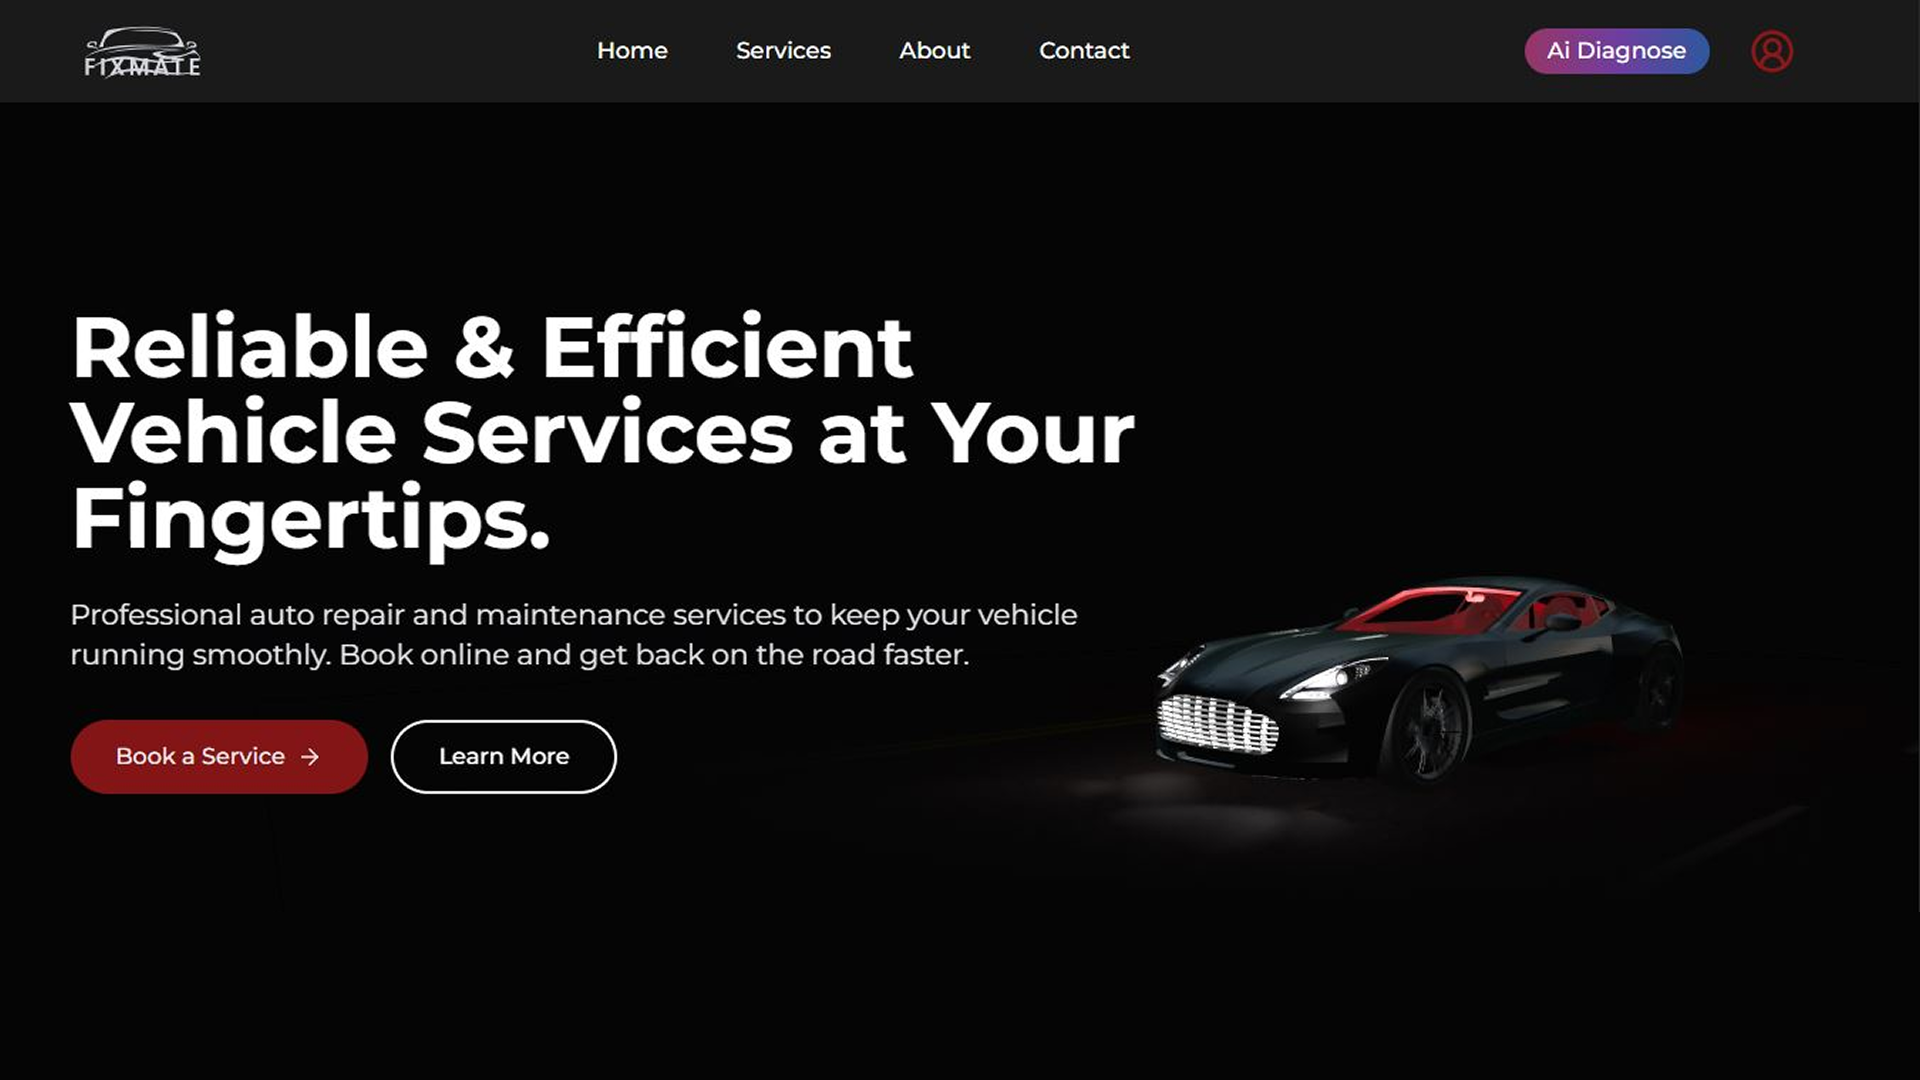 FIXMATE
Home
Services
About
Contact
Ai Diagnose
Reliable & Efficient
Vehicle Services at Your
Fingertips.
Professional auto repair and maintenance services to keep your vehicle
running smoothly. Book online and get back on the road faster.
Book a Service →
Learn More